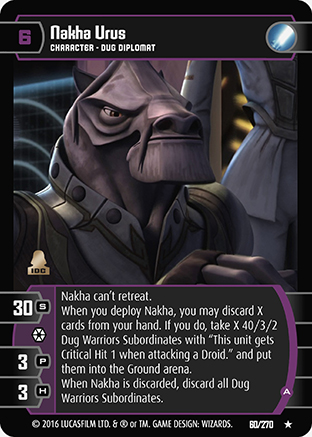 6
Nakha Urus
CHARACTER - DUG DIPLOMAT
IDC
30 S
3 P
3 H
Nakha can't retreat.
When you deploy Nakha, you may discard X
cards from your hand. If you do, take X 40/3/2
Dug Warriors Subordinates with "This unit gets
Critical Hit 1 when attacking a Droid." and put
them into the Ground arena.
When Nakha is discarded, discard all Dug
Warriors Subordinates.
A
© 2016 LUCASFILM LTD. & ® or TM. GAME DESIGN: WIZARDS.
60/270 ★